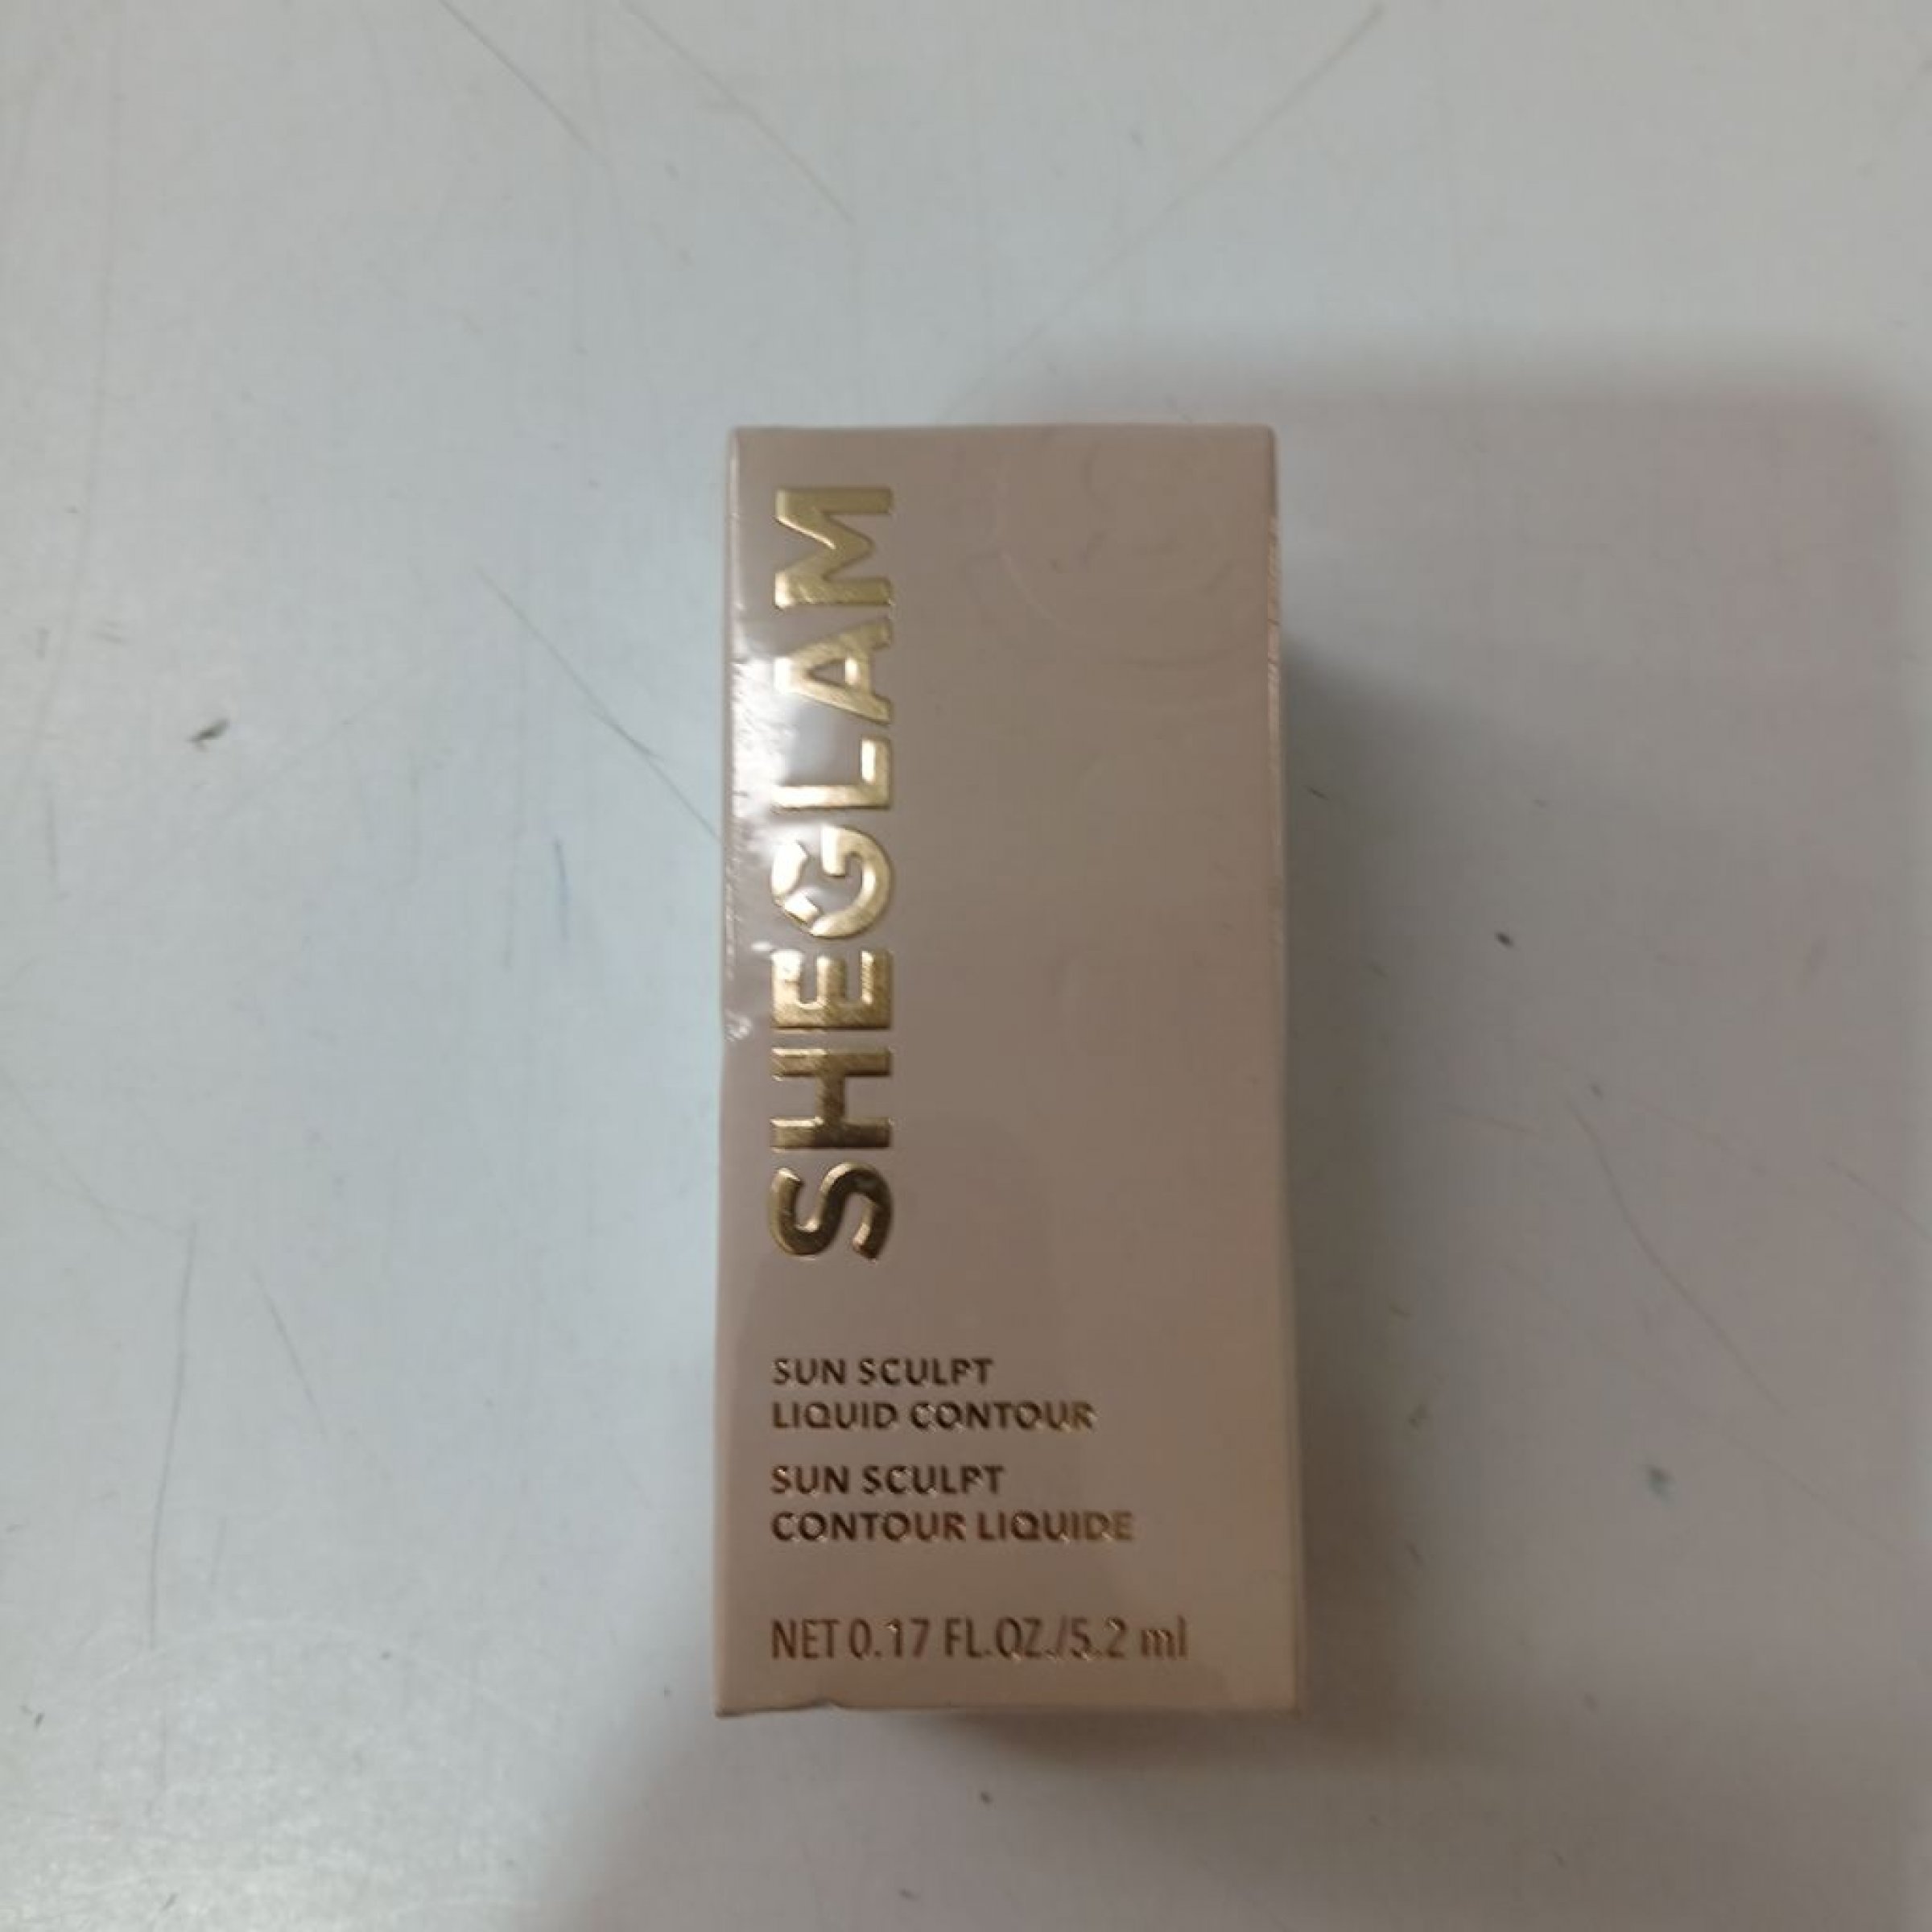 SHEGLAM
SUN SCULPT
LIQUID CONTOUR
SUN SCULPT
CONTOUR LIQUIDE
NET 0.17 FL.OZ./5.2 ml